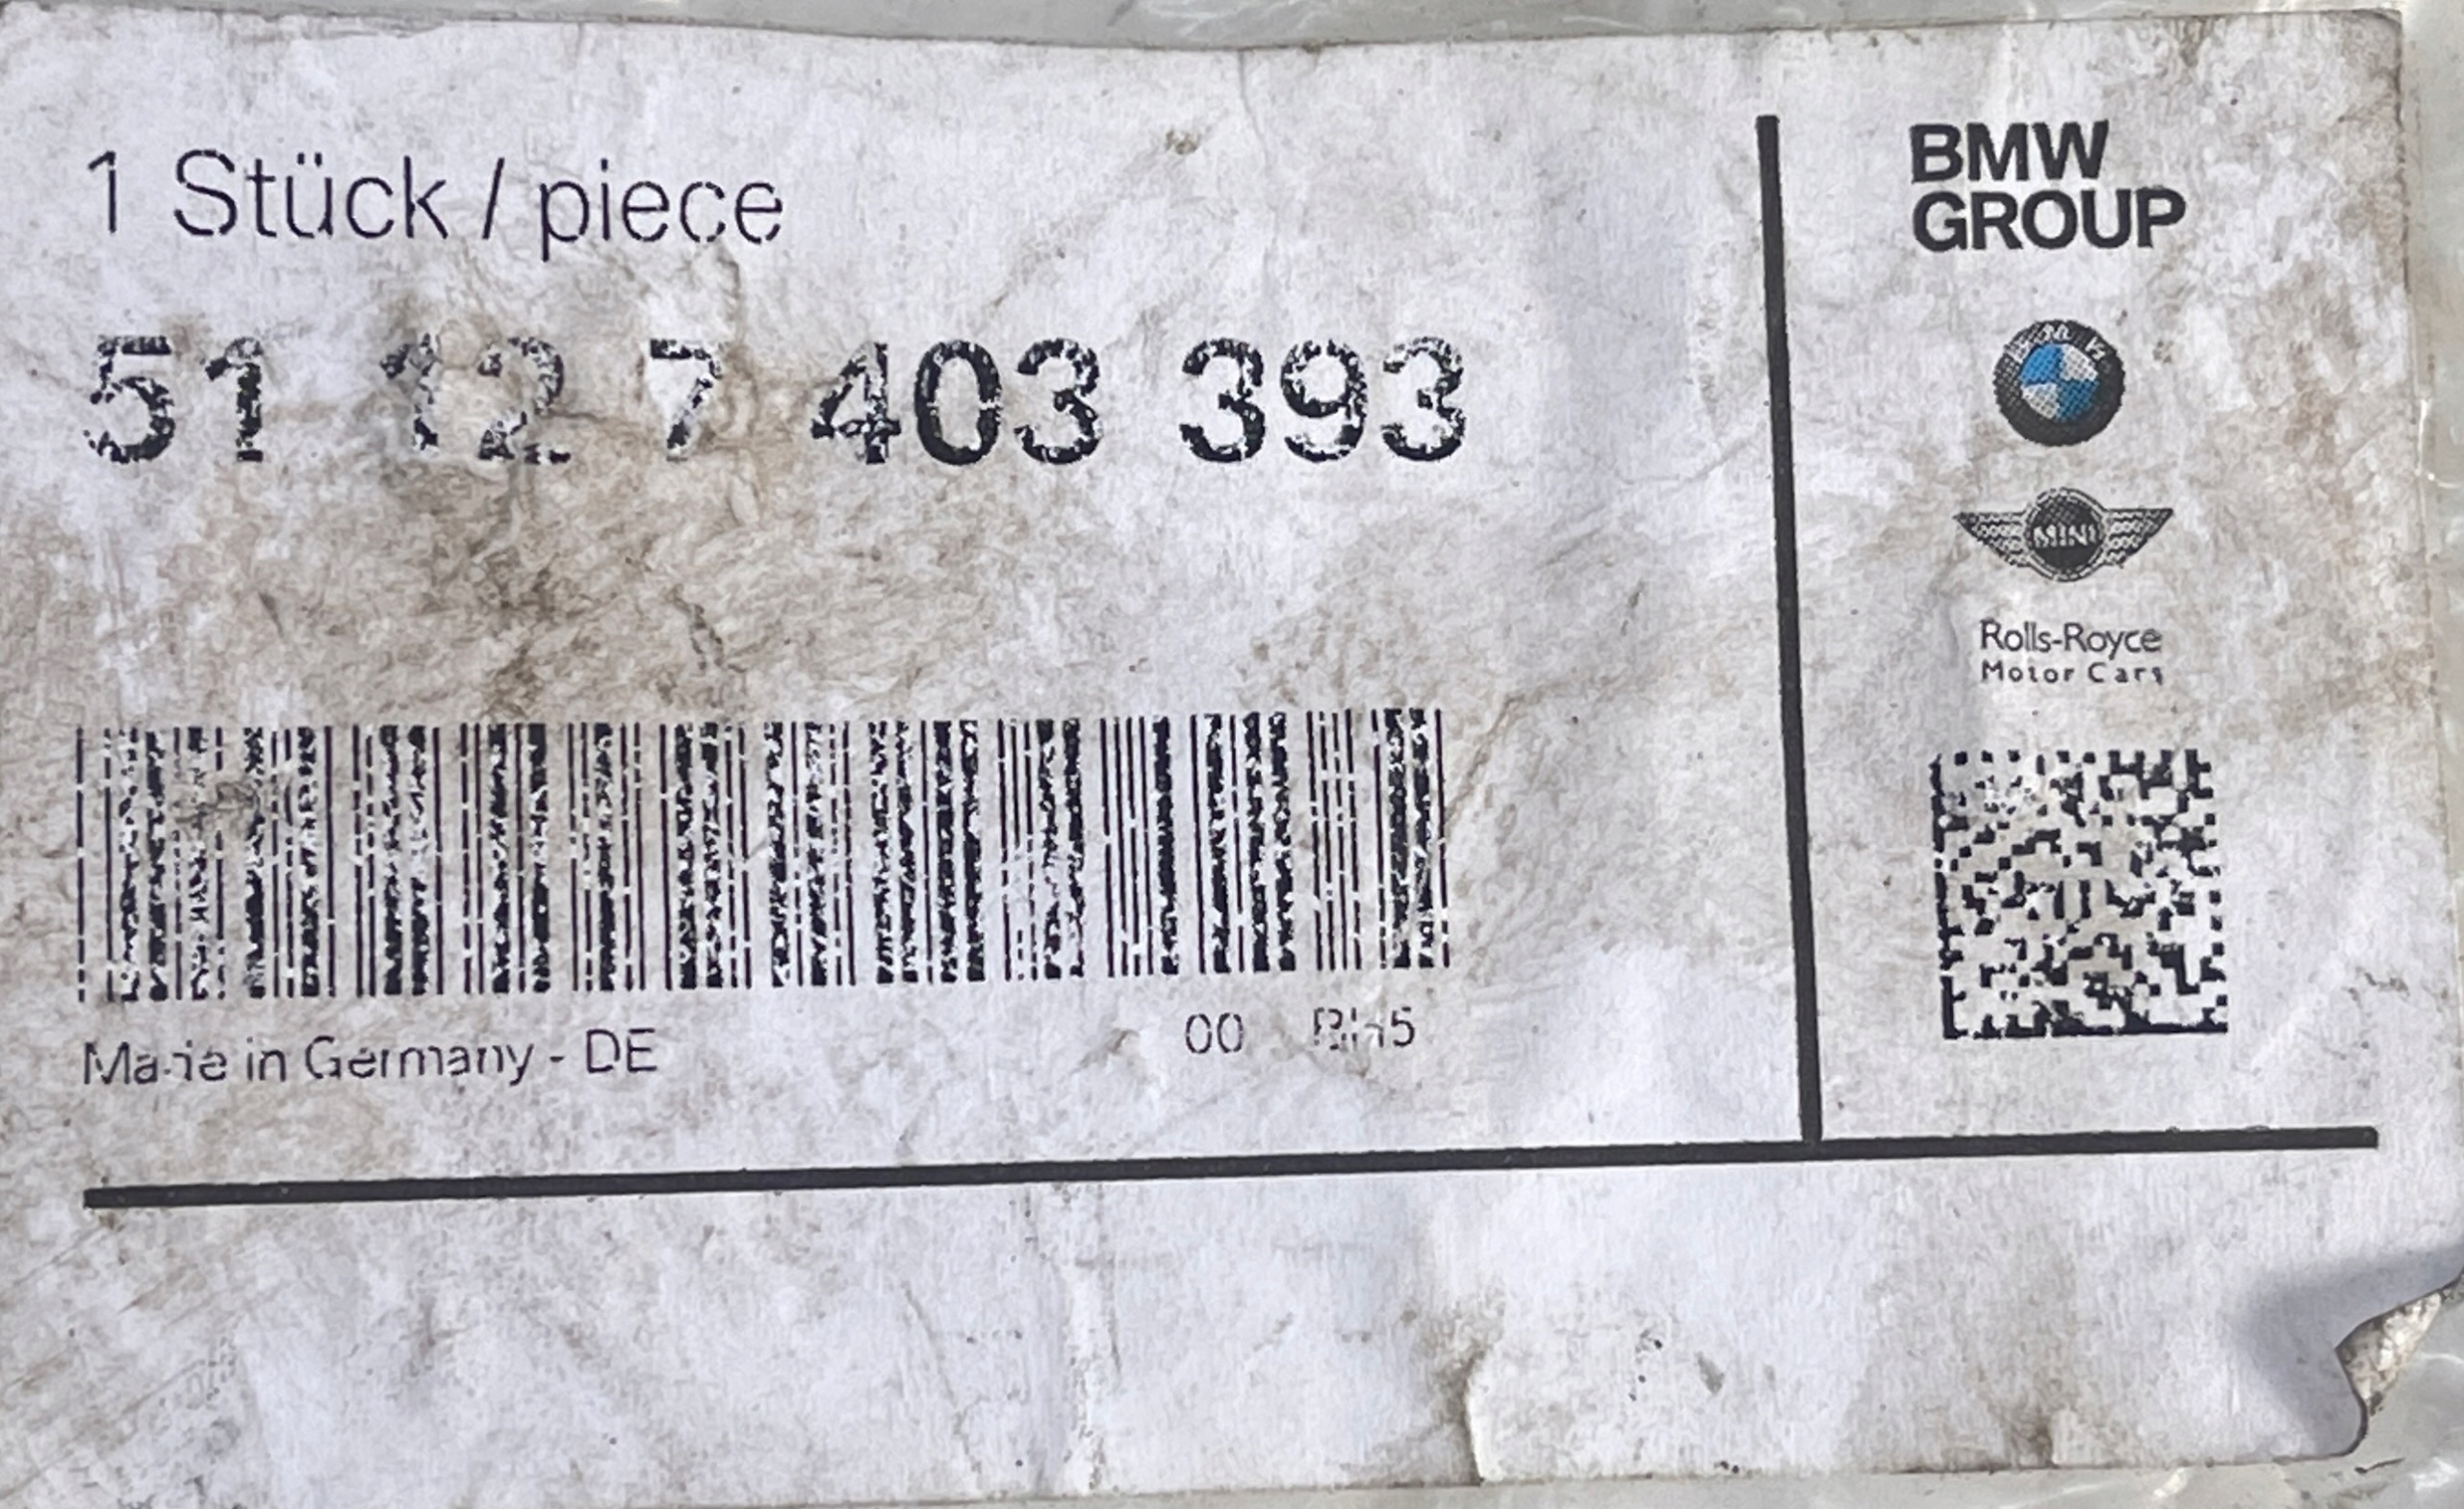 1 Stück / piece
51 12 7 403 393
Made in Germany - DE
00
BMW
GROUP
MINI
Rolls-Royce
Motor Cars